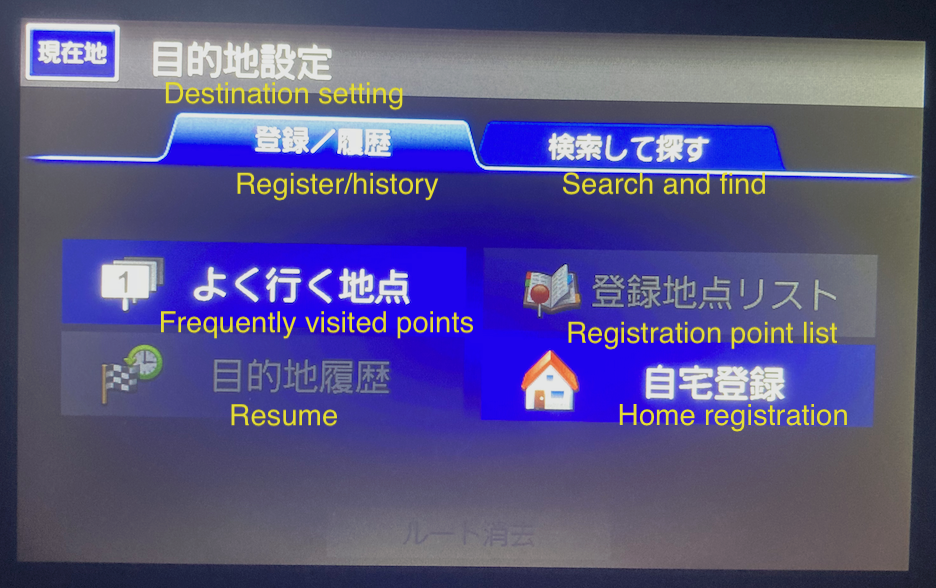 現在地
目的地設定
Destination setting
登録／履歴
検索して探す
Register/history
Search and find
1
よく行く地点
登録地点リスト
Frequently visited points
Registration point list
目的地履歴
自宅登録
Resume
Home registration
ルート消去